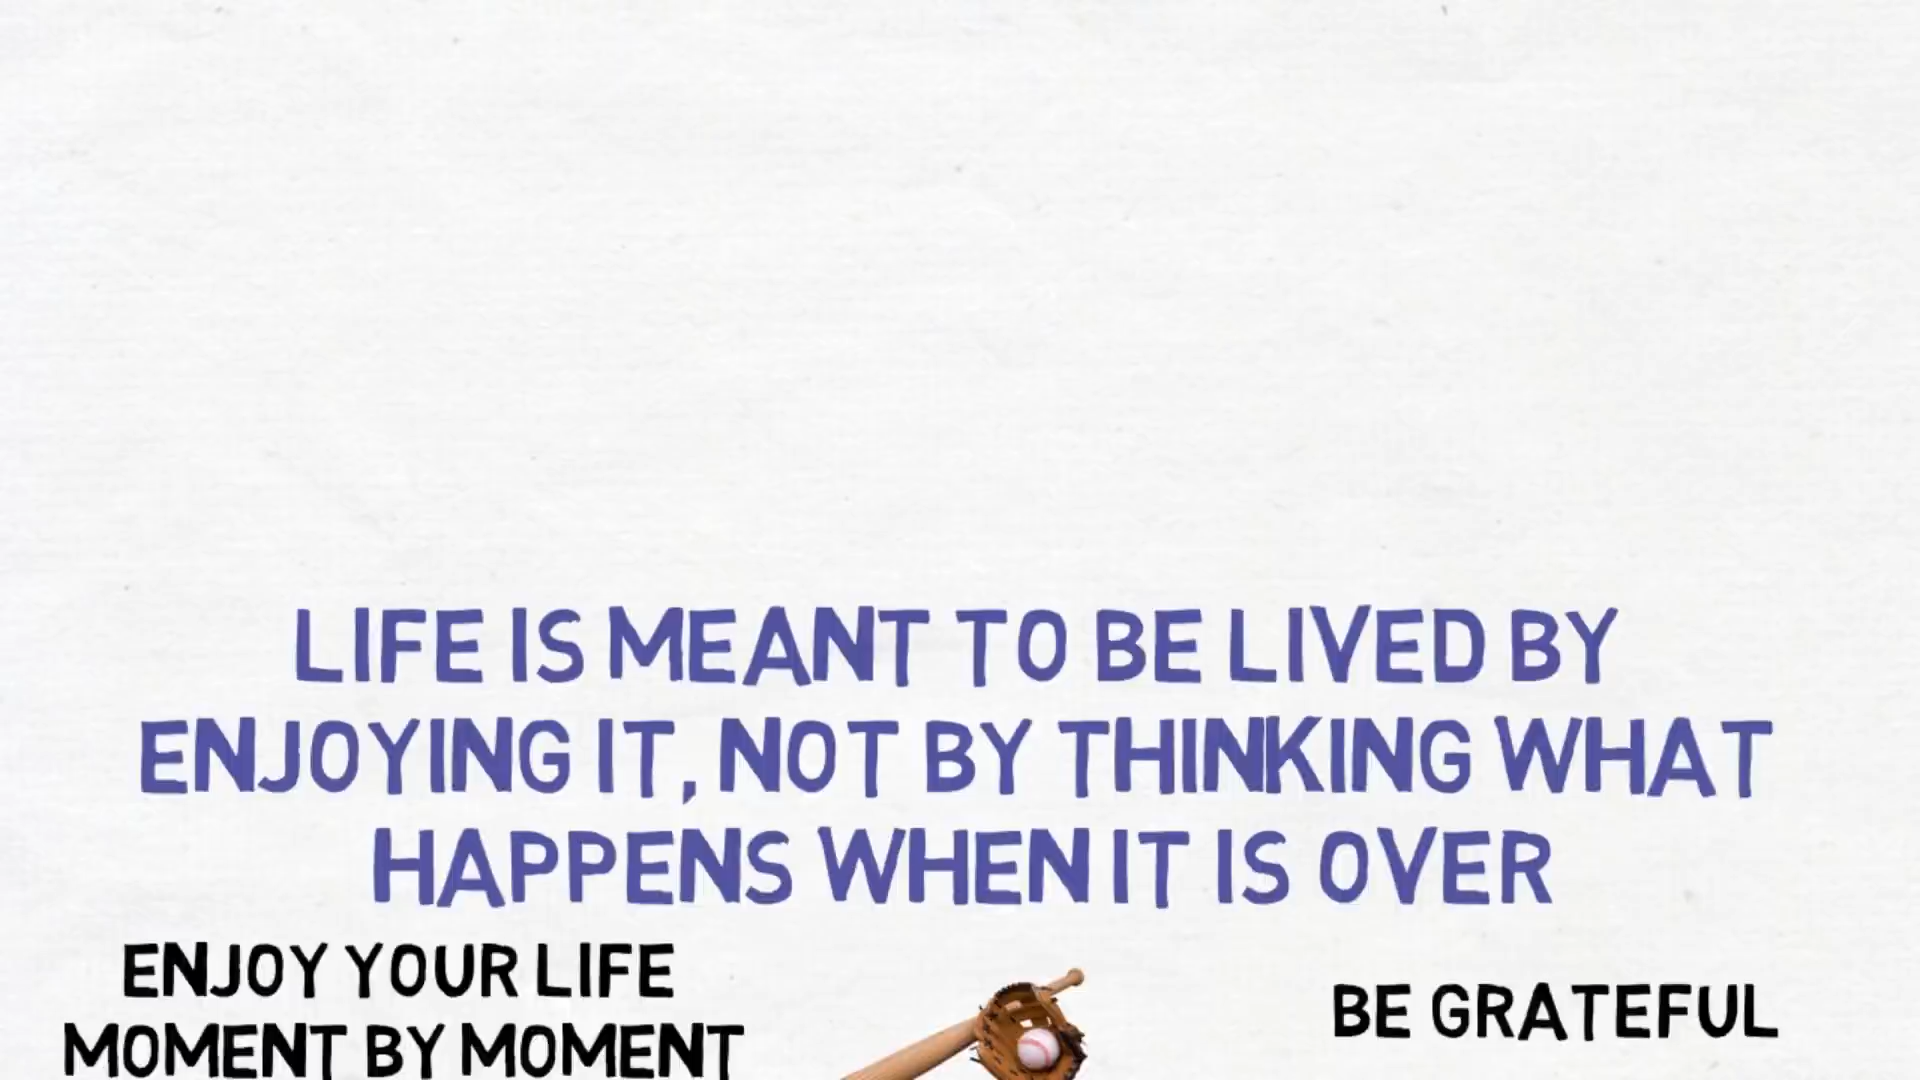 LIFE IS MEANT TO BE LIVED BY
ENJOYING IT, NOT BY THINKING WHAT
HAPPENS WHEN IT IS OVER
ENJOY YOUR LIFE
MOMENT BY MOMENT
BE GRATEFUL